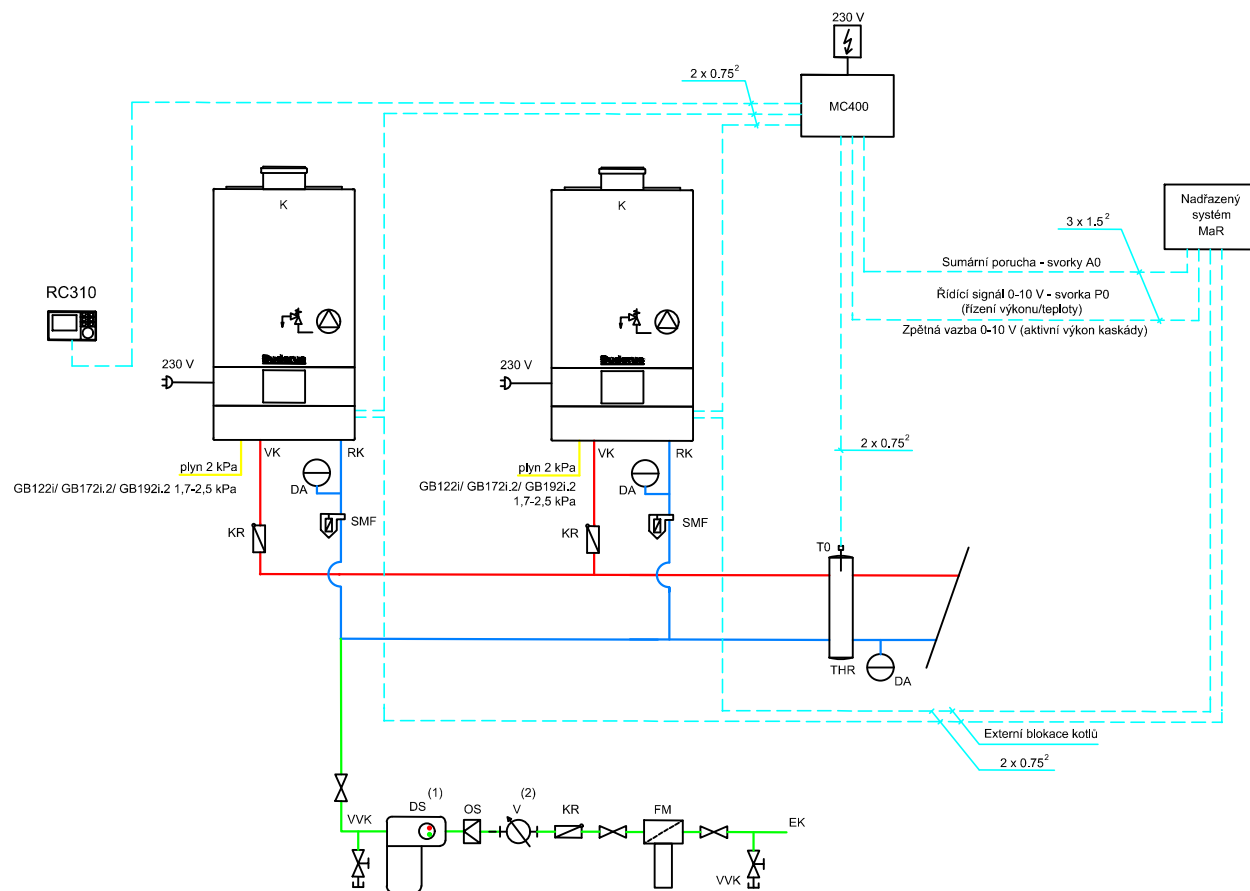 230 V
2 x 0.75²
MC400
K
K
Nadřazený
systém
MaR
3 x 1.5²
Sumární porucha - svorky A0
RC310
Řídící signál 0-10 V - svorka P0
(řízení výkonu/teploty)
Zpětná vazba 0-10 V (aktivní výkon kaskády)
Buderus
Buderus
230 V
230 V
VK
RK
VK
RK
2 x 0.75²
plyn 2 kPa
plyn 2 kPa
GB122i/ GB172i.2/ GB192i.2 1,7-2,5 kPa
GB122i/ GB172i.2/ GB192i.2
1,7-2,5 kPa
DA
DA
KR
SMF
KR
SMF
T0
THR
DA
Externí blokace kotlů
2 x 0.75²
(1)
(2)
VVK
DS
OS
V
KR
FM
EK
VVK